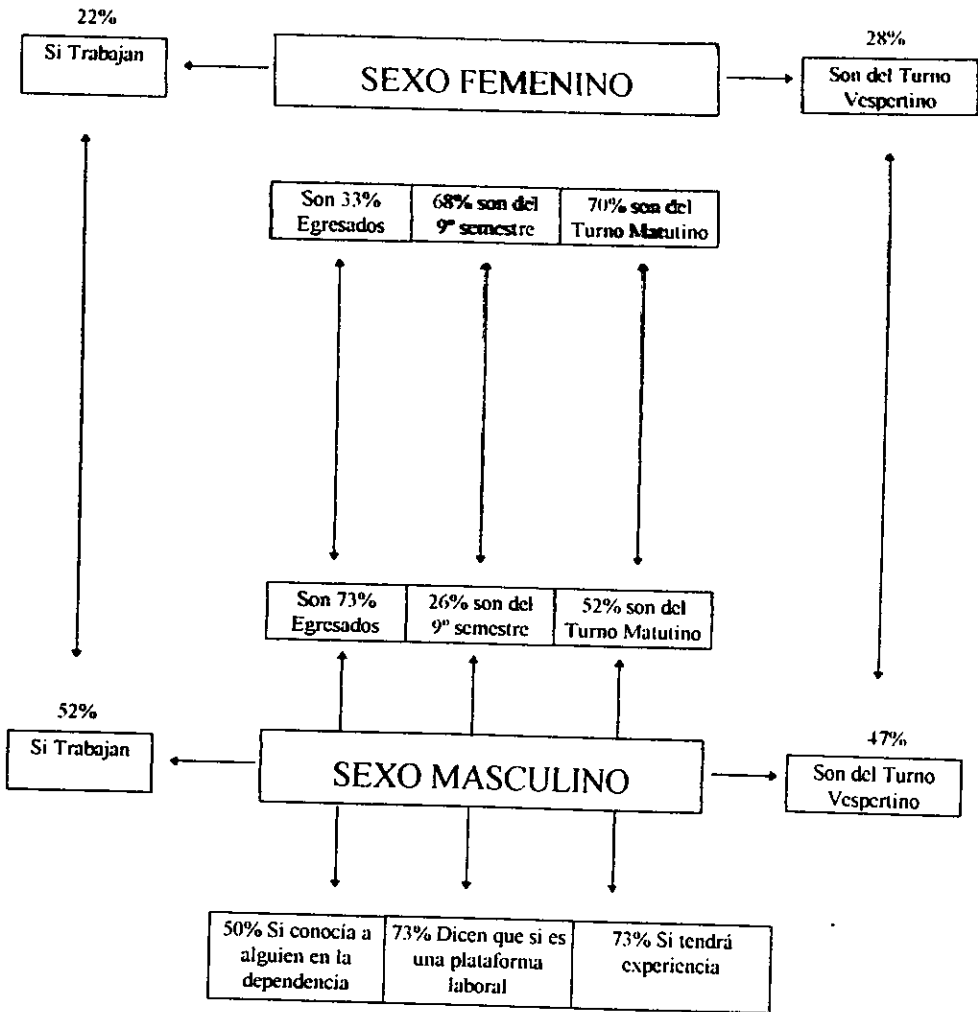 22%
Si Trabajan
SEXO FEMENINO
28%
Son del Turno
Vespertino
Son 33%
Egresados
68% son del
9º semestre
70% son del
Turno Matutino
Son 73%
Egresados
26% son del
9º semestre
52% son del
Turno Matutino
52%
Si Trabajan
SEXO MASCULINO
47%
Son del Turno
Vespertino
50% Si conocía a
alguien en la
dependencia
73% Dicen que si es
una plataforma
laboral
73% Si tendrá
experiencia